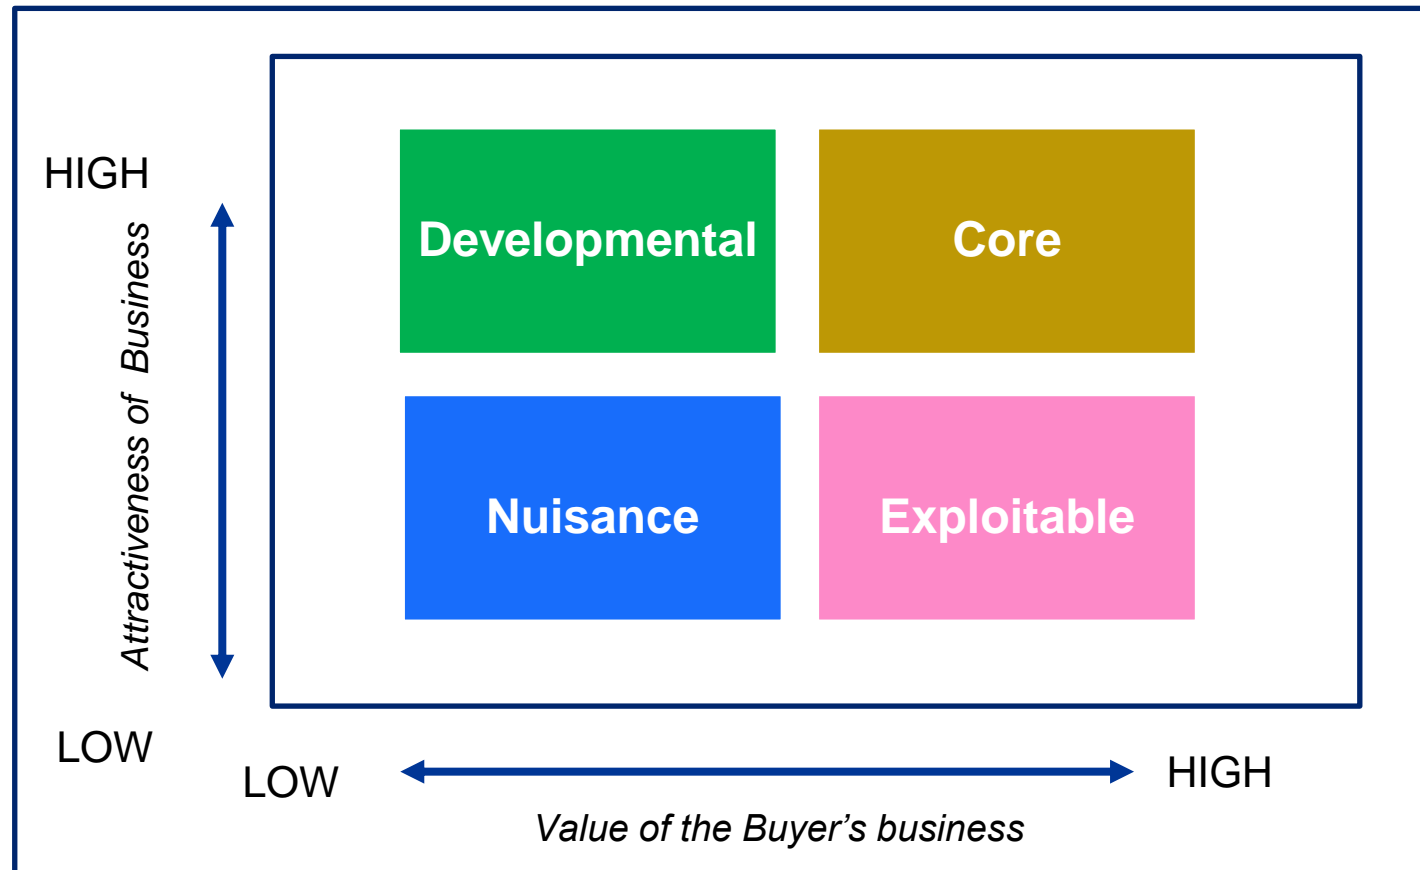 HIGH
Attractiveness of Business
Developmental
Core
Nuisance
Exploitable
LOW
LOW
HIGH
Value of the Buyer’s business